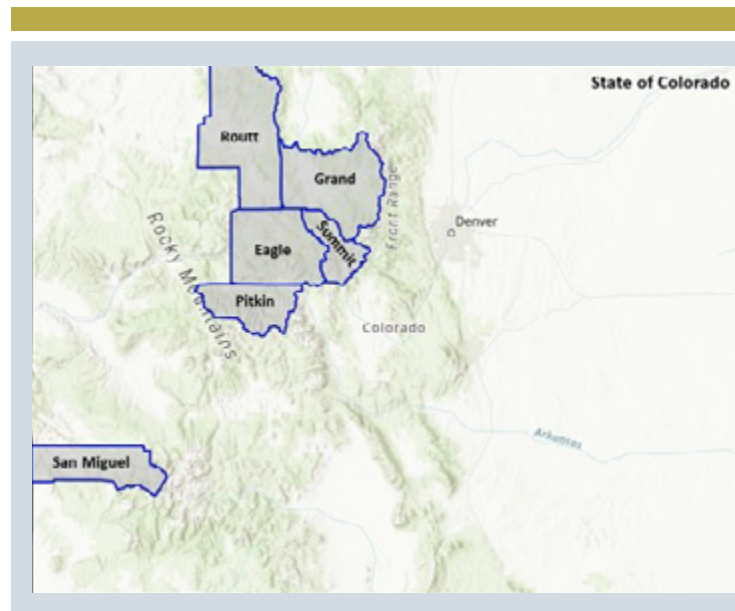 State of Colorado
Routt
Grand
Front Range
Denver
Rocky Mountains
Eagle
Summit
Pitkin
Colorado
Arkansas
San Miguel